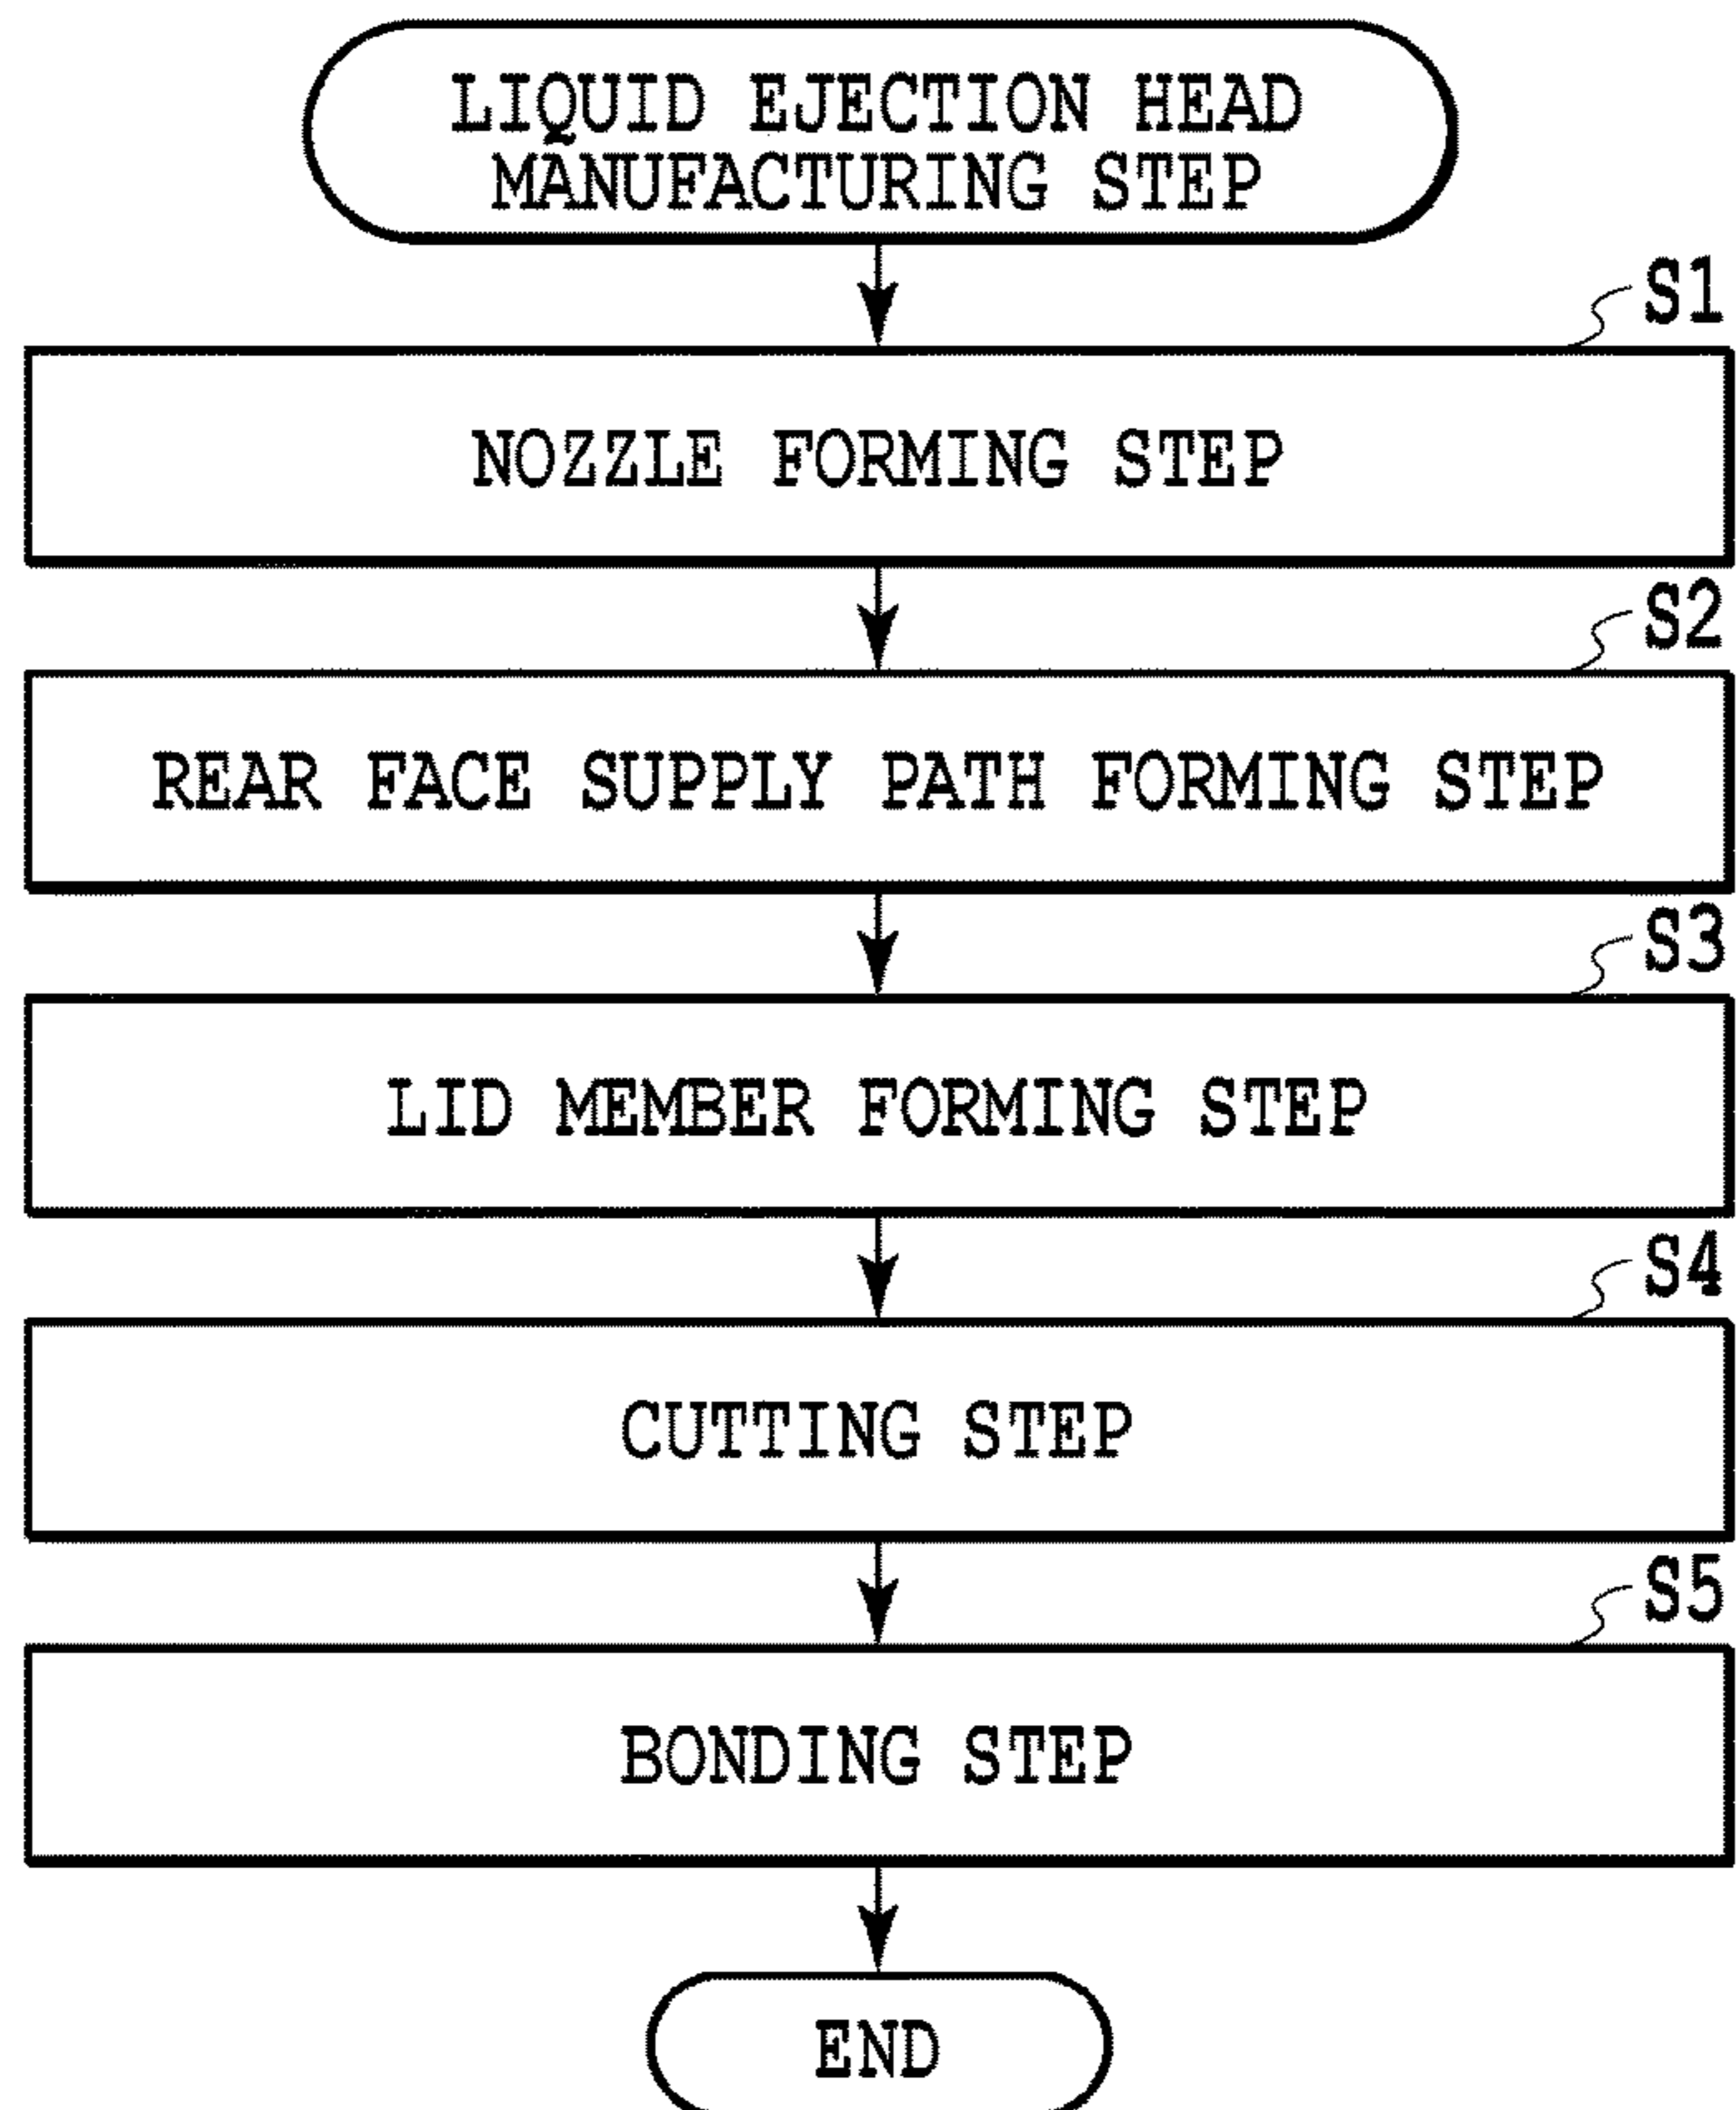 LIQUID EJECTION HEAD
MANUFACTURING STEP
S1
NOZZLE FORMING STEP
S2
REAR FACE SUPPLY PATH FORMING STEP
S3
LID MEMBER FORMING STEP
S4
CUTTING STEP
S5
BONDING STEP
END